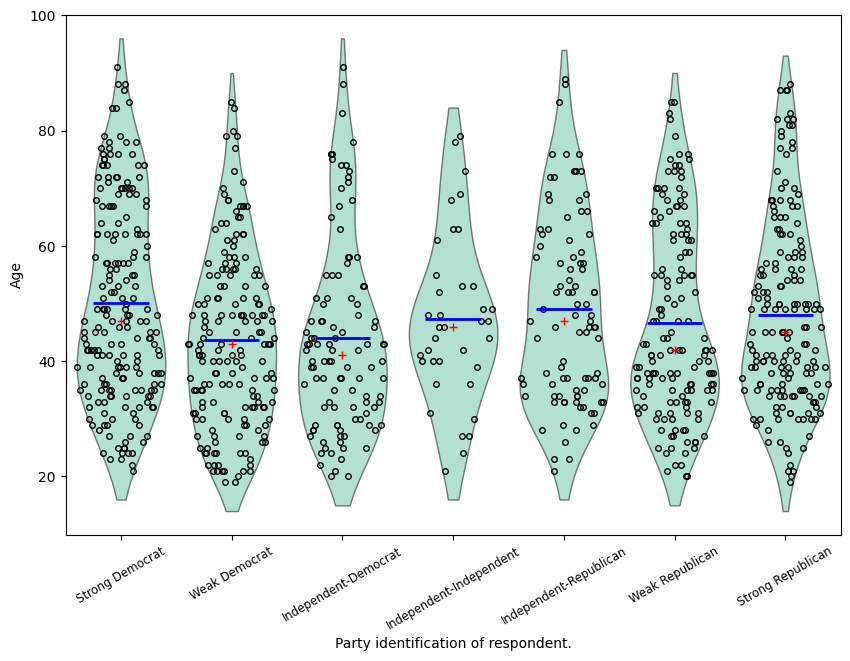 100
80
60
40
20
Age
Strong Democrat
Weak Democrat
Independent-Democrat
Independent-Independent
Independent-Republican
Weak Republican
Strong Republican
Party identification of respondent.